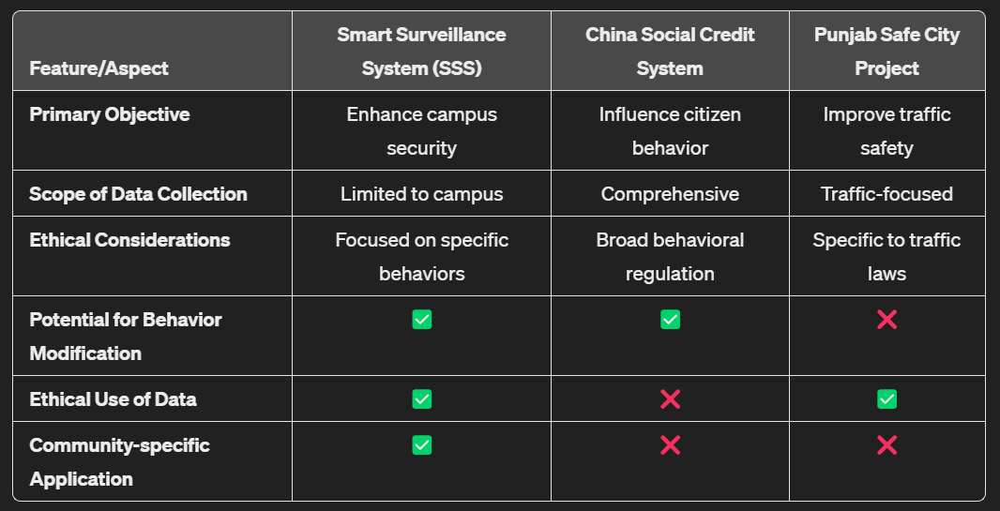 Feature/Aspect
Smart Surveillance
System (SSS)
China Social Credit
System
Punjab Safe City
Project
Primary Objective
Enhance campus
security
Influence citizen
behavior
Improve traffic
safety
Scope of Data Collection
Limited to campus
Comprehensive
Traffic-focused
Ethical Considerations
Focused on specific
behaviors
Broad behavioral
regulation
Specific to traffic
laws
Potential for Behavior
Modification
✅
✅
❌
Ethical Use of Data
✅
❌
✅
Community-specific
Application
✅
❌
❌